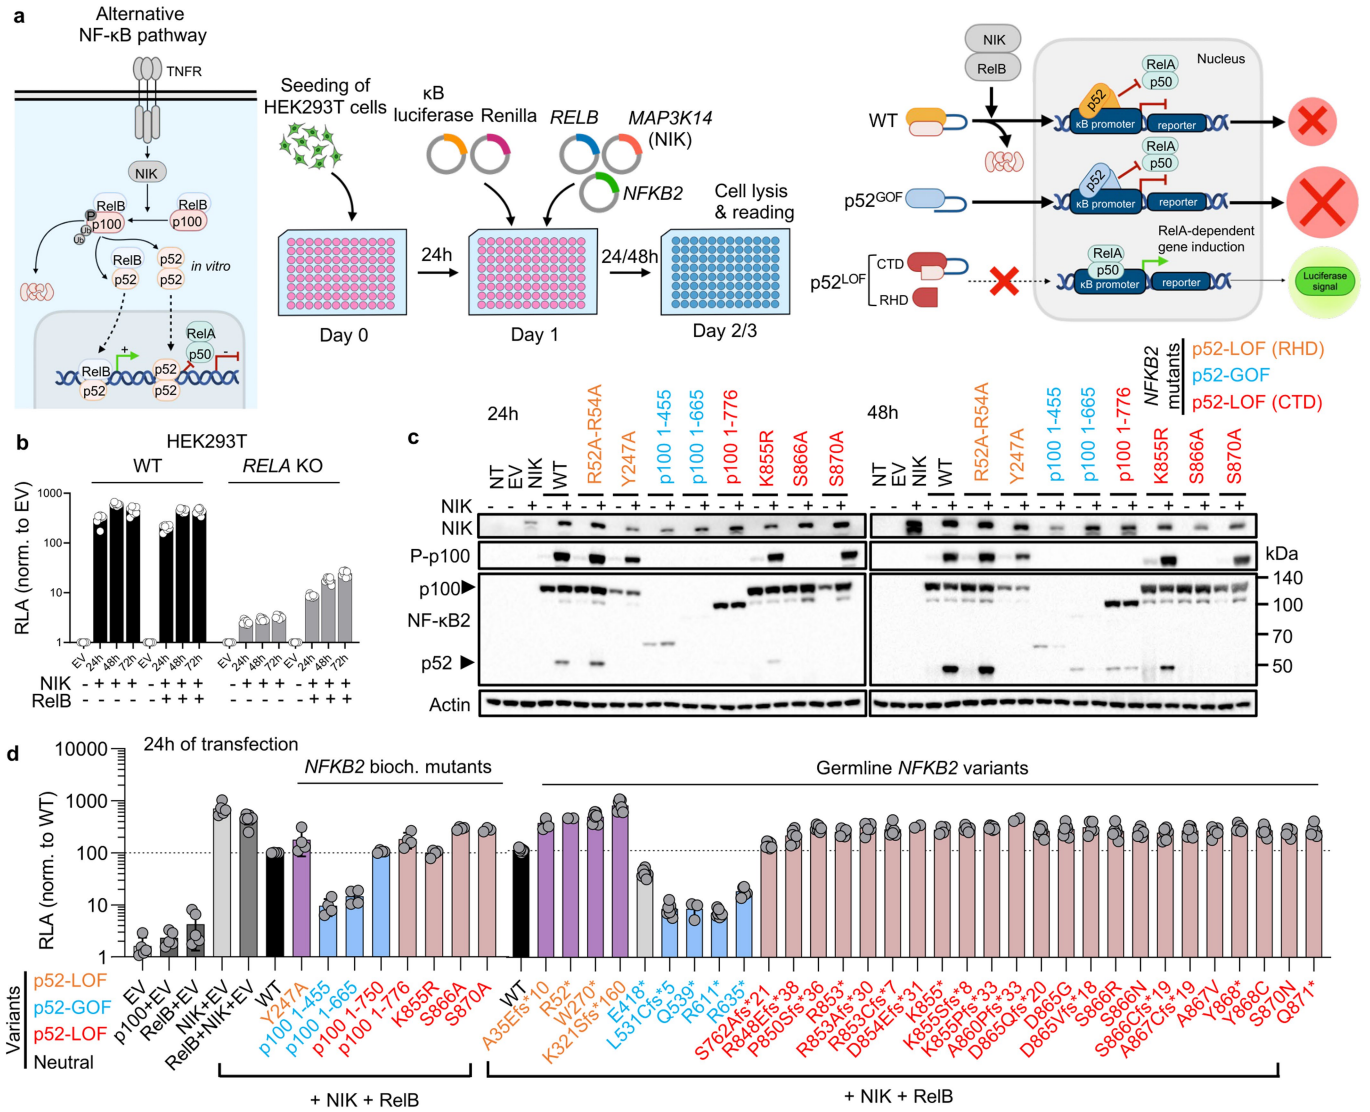 a
Alternative
NF-κB pathway
TNFR
NIK
RelB
p100
P
Ub
Ub
RelB
p100
RelB
p52
p52
p52
in vitro
RelA
p50
+
-
RelB
p52
p52
p52
Seeding of
HEK293T cells
κB
luciferase
Renilla
RELB
MAP3K14
(NIK)
NFKB2
Cell lysis
& reading
24h
24/48h
Day 0
Day 1
Day 2/3
NIK
RelB
Nucleus
WT
p52
RelA
p50
κB promoter
reporter
p52GOF
p52
RelA
p50
κB promoter
reporter
RelA-dependent
gene induction
p52LOF
CTD
RHD
RelA
p50
κB promoter
reporter
Luciferase
signal
NFKB2
mutants
p52-LOF (RHD)
p52-GOF
p52-LOF (CTD)
b
HEK293T
WT
RELA KO
RLA (norm. to EV)
1000
100
10
1
EV 24h 48h 72h EV 24h 48h 72h EV 24h 48h 72h EV 24h 48h 72h
NIK - + + + - + + + - + + + - + + +
RelB - - - - - + + + - - - - - + + +
c
24h
NT
EV
NIK
WT
R52A-R54A
Y247A
p100 1-455
p100 1-665
p100 1-776
K855R
S866A
S870A
48h
NT
EV
NIK
WT
R52A-R54A
Y247A
p100 1-455
p100 1-665
p100 1-776
K855R
S866A
S870A
NIK - - + - + - + - + - + - + - + - + - + - + - - + - + - + - + - + - + - + - + - + - +
NIK
P-p100
p100
NF-κB2
p52
Actin
kDa
140
100
70
50
d
24h of transfection
NFKB2 bioch. mutants
Germline NFKB2 variants
RLA (norm. to WT)
10000
1000
100
10
1
Variants
p52-LOF
p52-GOF
p52-LOF
Neutral
EV
p100+EV
RelB+EV
NIK+EV
RelB+NIK+EV
WT
Y247A
p100 1-455
p100 1-665
p100 1-750
p100 1-776
K855R
S866A
S870A
WT
A35Efs*10
R52*
W270*
K321Sfs*160
E418*
L531Cfs*5
Q539*
R611*
R635*
S762Afs*21
R848Efs*38
P850Sfs*36
R853*
R853Afs*30
R853Cfs*7
D854Efs*31
K855*
K855Sfs*8
K855Pfs*33
A860Pfs*33
D865Qfs*20
D865G
D865Vfs*18
S866R
S866N
S866Cfs*19
A867Cfs*19
A867V
Y868*
Y868C
S870N
Q871*
+ NIK + RelB
+ NIK + RelB